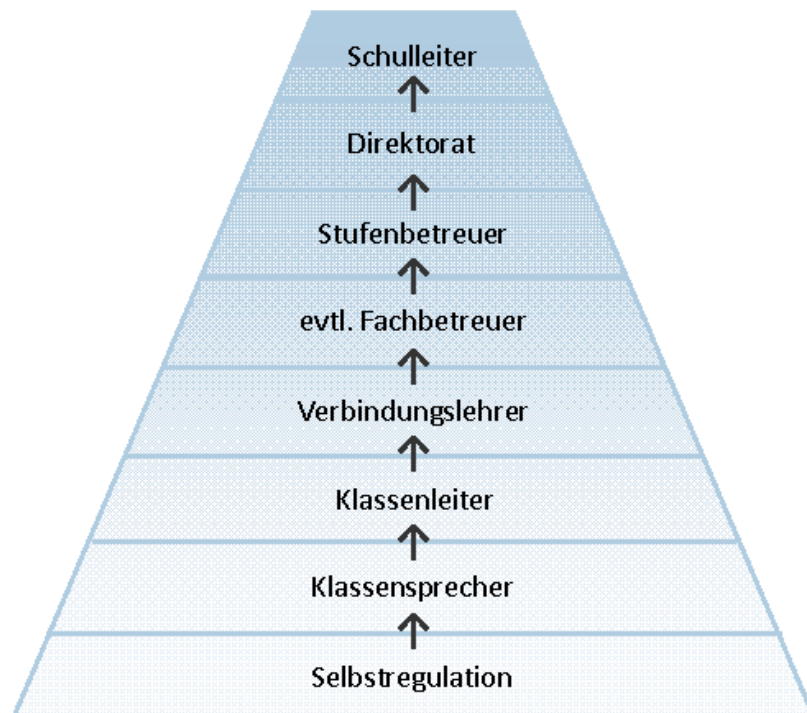 Schulleiter
Direktorat
Stufenbetreuer
evtl. Fachbetreuer
Verbindungslehrer
Klassenleiter
Klassensprecher
Selbstregulation